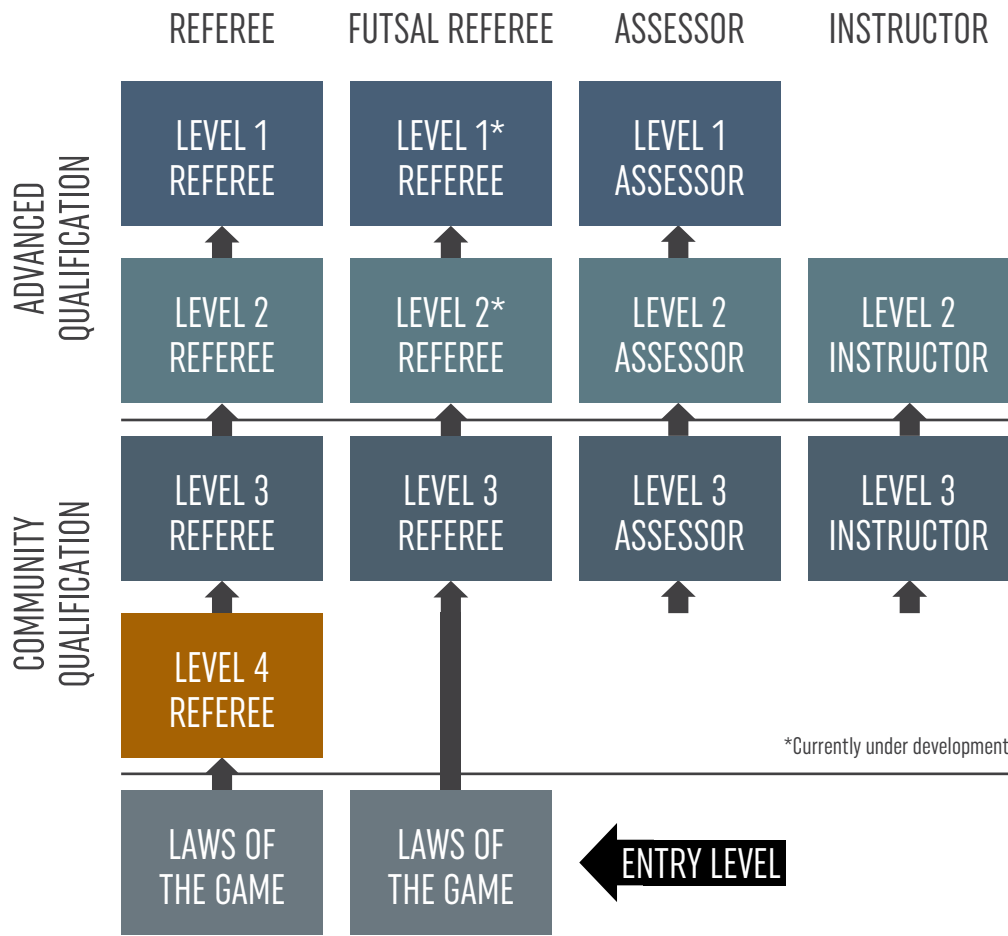 REFEREE
FUTSAL REFEREE
ASSESSOR
INSTRUCTOR
ADVANCED
QUALIFICATION
LEVEL 1
REFEREE
LEVEL 1*
REFEREE
LEVEL 1
ASSESSOR
LEVEL 2
REFEREE
LEVEL 2*
REFEREE
LEVEL 2
ASSESSOR
LEVEL 2
INSTRUCTOR
COMMUNITY
QUALIFICATION
LEVEL 3
REFEREE
LEVEL 3
REFEREE
LEVEL 3
ASSESSOR
LEVEL 3
INSTRUCTOR
LEVEL 4
REFEREE
*Currently under development
LAWS OF
THE GAME
LAWS OF
THE GAME
ENTRY LEVEL